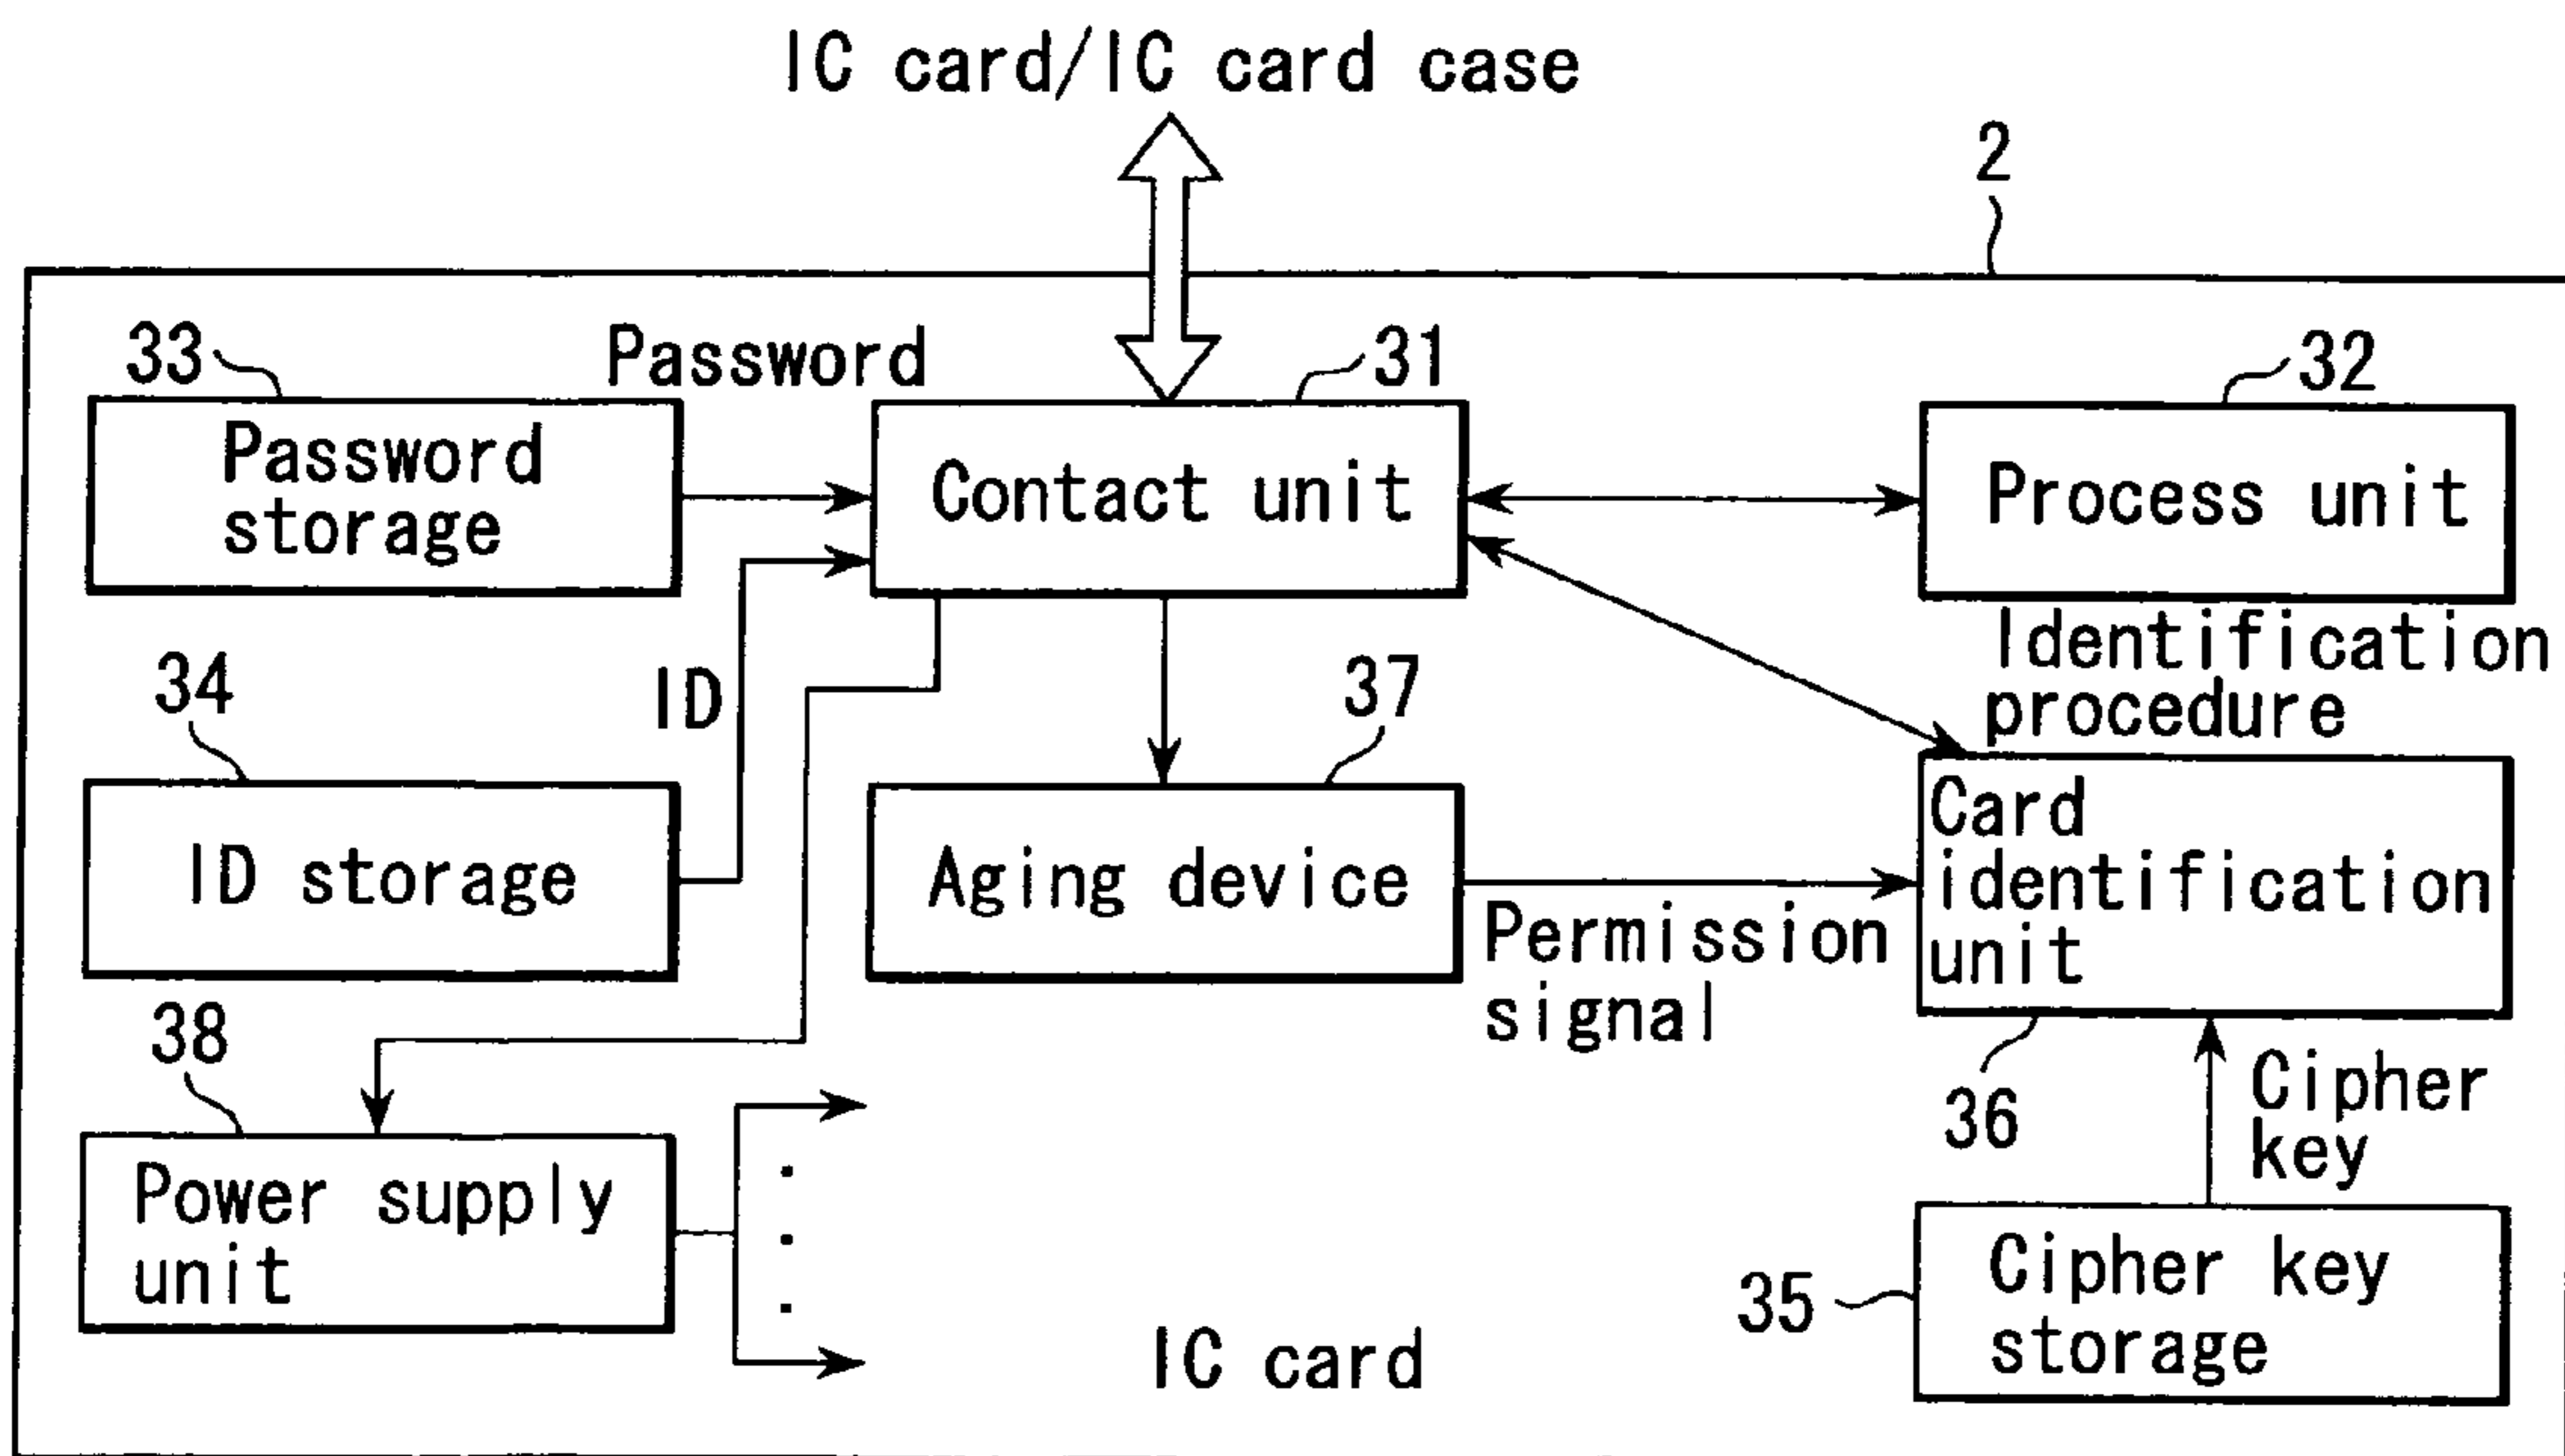 IC card/IC card case
2
33
Password
31
32
Password
storage
Contact unit
Process unit
Identification
procedure
34
ID
37
ID storage
Aging device
Card
identification
unit
Permission
signal
38
36
Cipher
key
Power supply
unit
35
Cipher key
storage
IC card